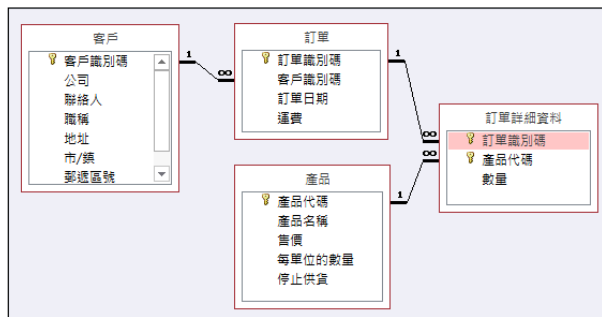 客戶
客戶識別碼
公司
聯絡人
職稱
地址
市/鎮
郵遞區號
1
∞
訂單
訂單識別碼
客戶識別碼
訂單日期
運費
1
∞
產品
產品代碼
產品名稱
售價
每單位的數量
停止供貨
1
∞
訂單詳細資料
訂單識別碼
產品代碼
數量